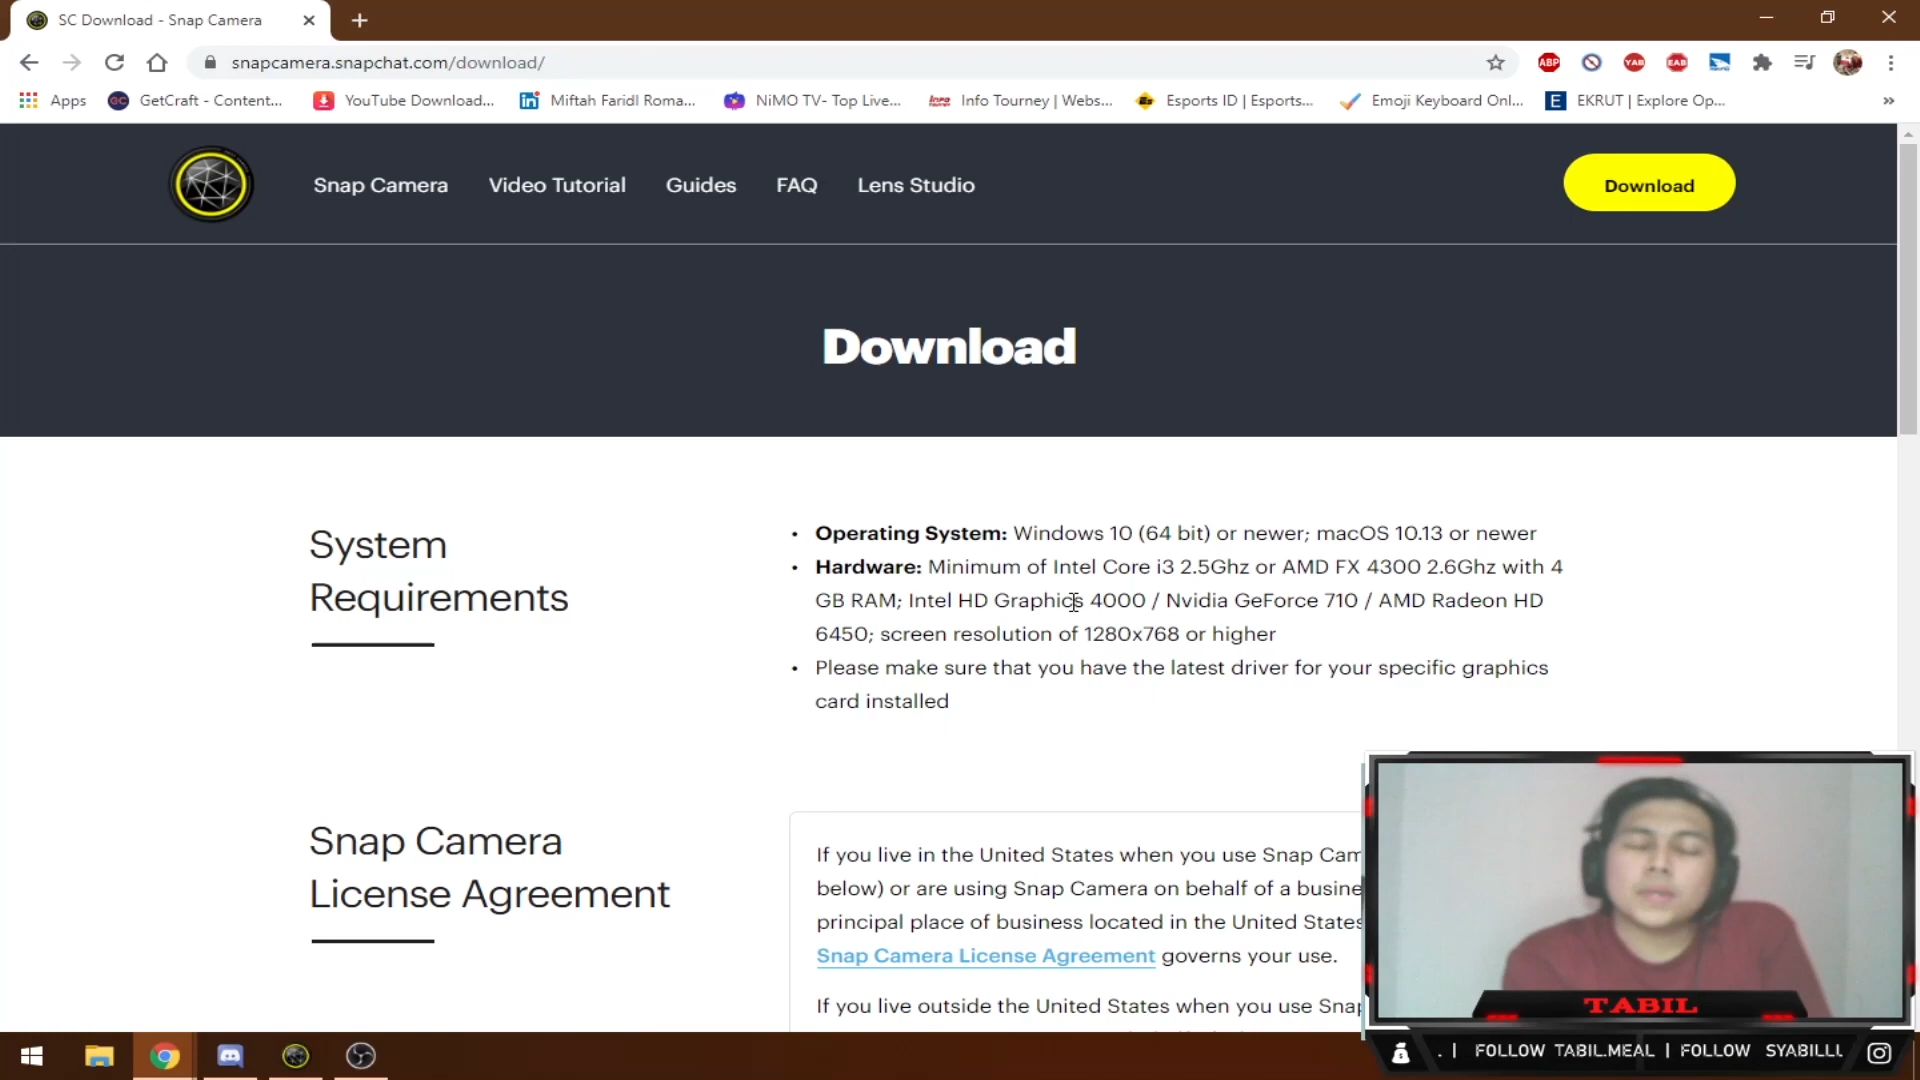 SC Download - Snap Camera
snapcamera.snapchat.com/download/
ABP
YAB
EAB
Apps
GC
GetCraft - Content...
YouTube Download...
Miftah Faridl Roma...
NiMO TV- Top Live...
Info Tourney | Webs...
Esports ID | Esports...
Emoji Keyboard Onl...
E
EKRUT | Explore Op...
Snap Camera
Video Tutorial
Guides
FAQ
Lens Studio
Download
Download
System
Requirements
• Operating System: Windows 10 (64 bit) or newer; macOS 10.13 or newer
• Hardware: Minimum of Intel Core i3 2.5Ghz or AMD FX 4300 2.6Ghz with 4
GB RAM; Intel HD Graphics 4000 / Nvidia GeForce 710 / AMD Radeon HD
6450; screen resolution of 1280x768 or higher
• Please make sure that you have the latest driver for your specific graphics
card installed
Snap Camera
License Agreement
If you live in the United States when you use Snap Cam
below) or are using Snap Camera on behalf of a busine
principal place of business located in the United States
Snap Camera License Agreement governs your use.
If you live outside the United States when you use Snap
TABIL
. | FOLLOW TABIL.MEAL | FOLLOW SYABILLL